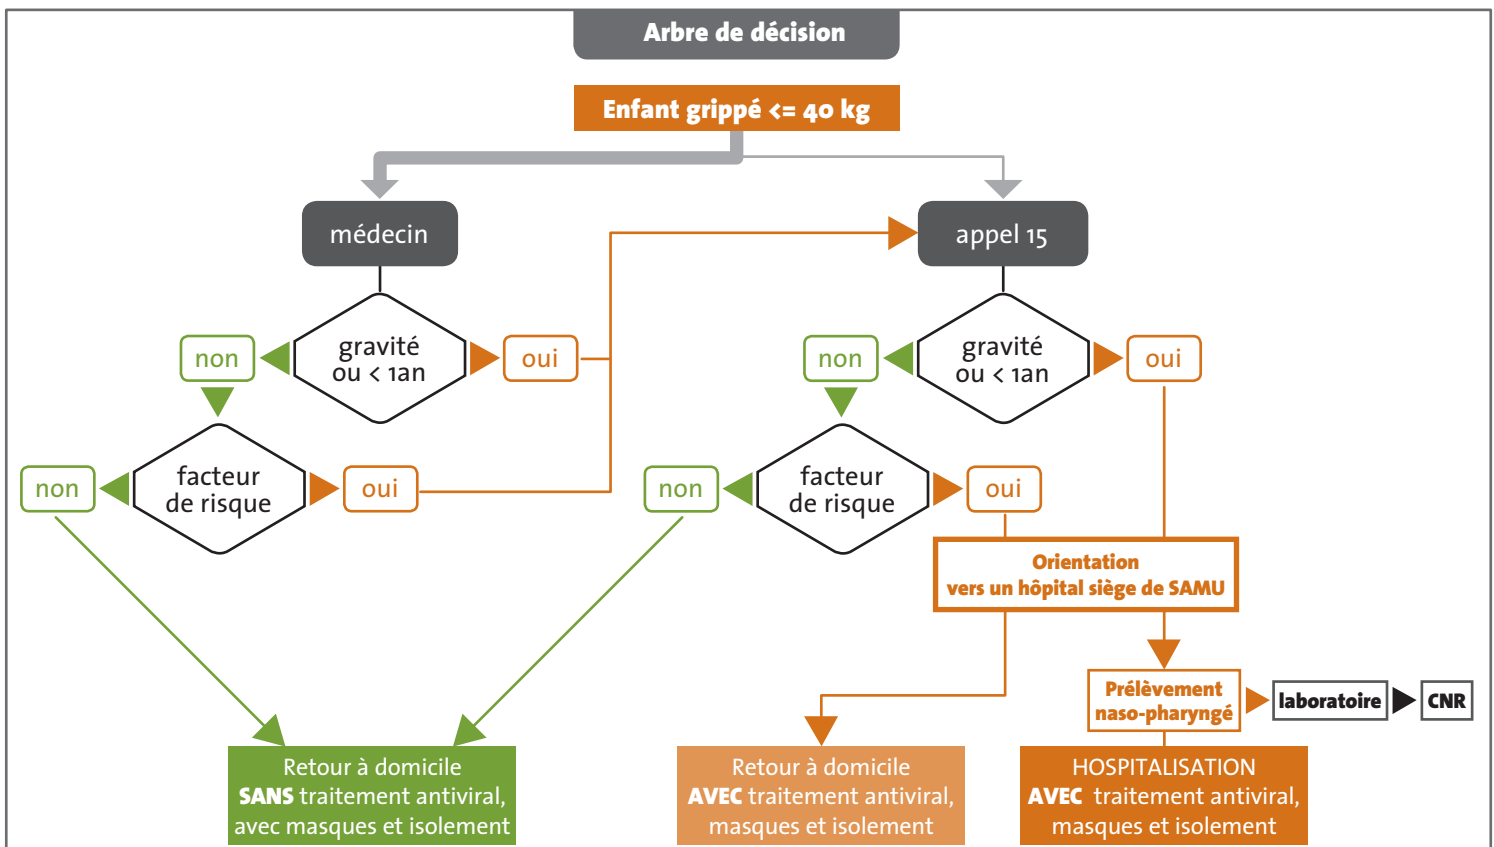 Arbre de décision
Enfant grippé <= 40 kg
médecin
appel 15
gravité
ou < 1an
non
oui
gravité
ou < 1an
non
oui
facteur
de risque
non
oui
facteur
de risque
non
oui
Orientation
vers un hôpital siège de SAMU
Prélèvement
naso-pharyngé
laboratoire
CNR
Retour à domicile
SANS traitement antiviral,
avec masques et isolement
Retour à domicile
AVEC traitement antiviral,
masques et isolement
HOSPITALISATION
AVEC traitement antiviral,
masques et isolement